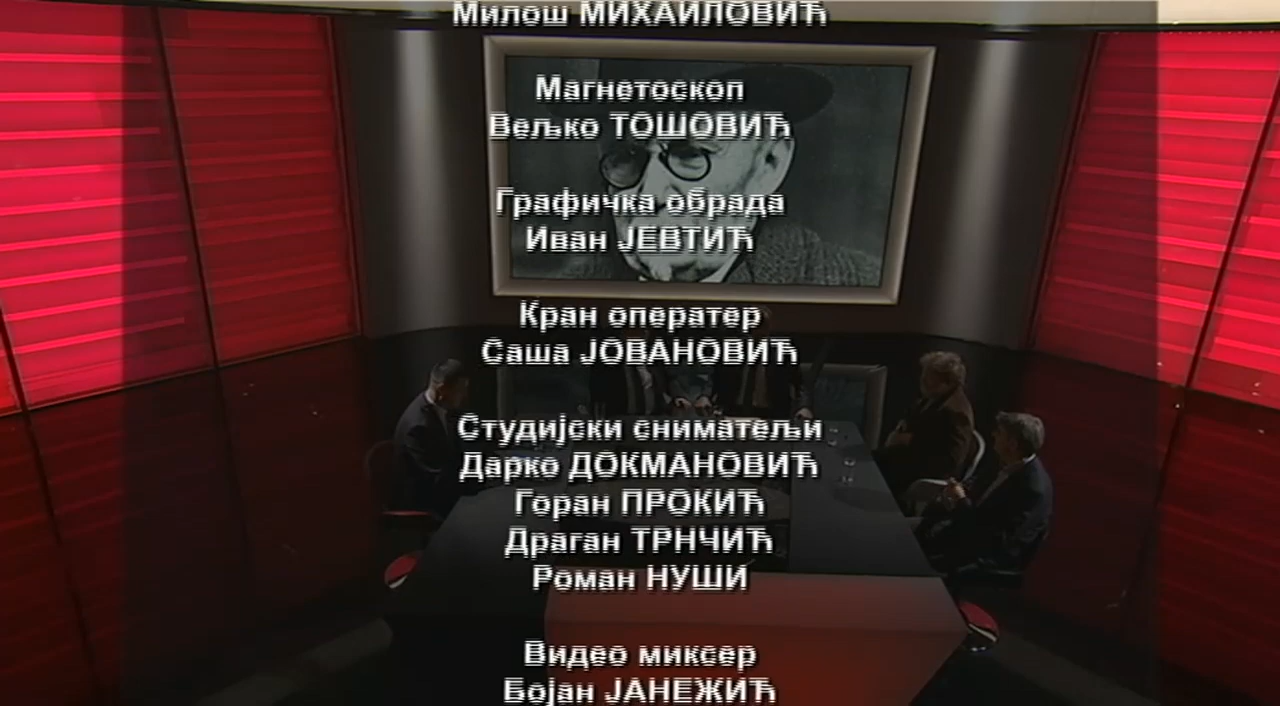 Милош МИХАИЛОВИЋ
Магнетоскоп
Вељко ТОШОВИЋ
Графичка обрада
Иван ЈЕВТИЋ
Кран оператер
Саша ЈОВАНОВИЋ
Студијски сниматељи
Дарко ДОКМАНОВИЋ
Горан ПРОКИЋ
Драган ТРНЧИЋ
Роман НУШИ
Видео миксер
Бојан ЈАНЕЖИЋ